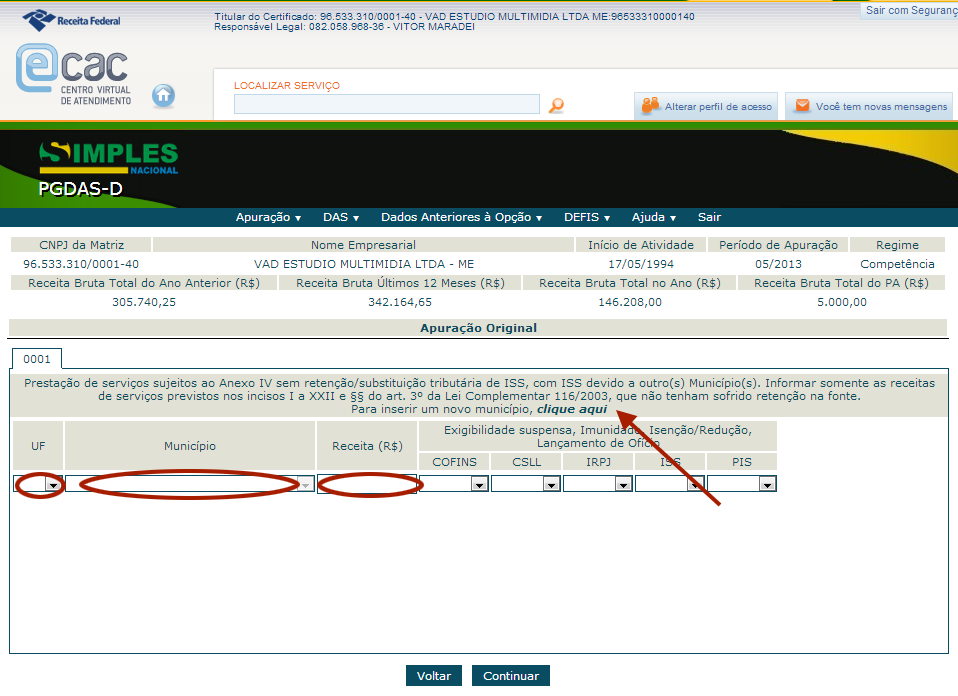 Receita Federal
Titular do Certificado: 96.533.310/0001-40 - VAD ESTUDIO MULTIMIDIA LTDA ME:96533310000140
Responsável Legal: 082.058.968-36 - VITOR MARADEI
Sair com Seguranç
ecac
CENTRO VIRTUAL
DE ATENDIMENTO
LOCALIZAR SERVIÇO
Alterar perfil de acesso
Você tem novas mensagens
SIMPLES
NACIONAL
PGDAS-D
Apuração DAS Dados Anteriores à Opção DEFIS Ajuda Sair
CNPJ da Matriz Nome Empresarial Início de Atividade Período de Apuração Regime
96.533.310/0001-40 VAD ESTUDIO MULTIMIDIA LTDA - ME 17/05/1994 05/2013 Competência
Receita Bruta Total do Ano Anterior (R$) Receita Bruta Últimos 12 Meses (R$) Receita Bruta Total no Ano (R$) Receita Bruta Total do PA (R$)
305.740,25 342.164,65 146.208,00 5.000,00
Apuração Original
0001
Prestação de serviços sujeitos ao Anexo IV sem retenção/substituição tributária de ISS, com ISS devido a outro(s) Município(s). Informar somente as receitas
de serviços previstos nos incisos I a XXII e §§ do art. 3º da Lei Complementar 116/2003, que não tenham sofrido retenção na fonte.
Para inserir um novo município, clique aqui
UF Município Receita (R$)
Exigibilidade suspensa, Imunidade, Isenção/Redução,
Lançamento de Ofício
COFINS CSLL IRPJ ISS PIS
Voltar Continuar